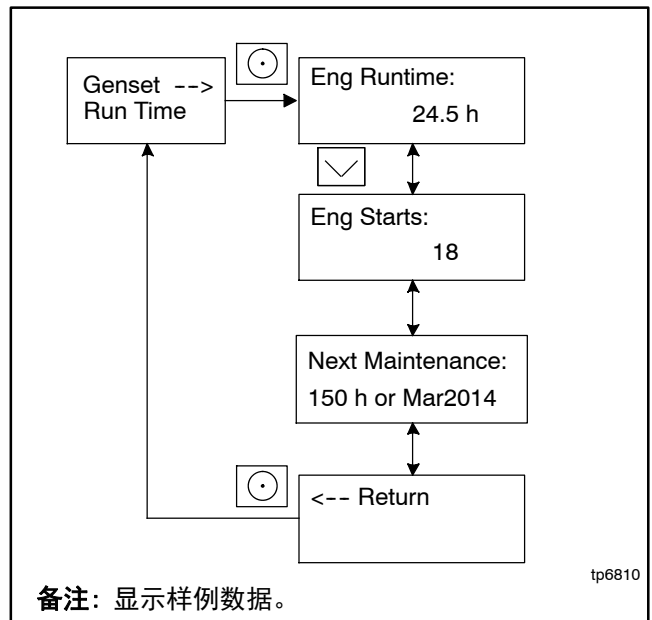 Genset -->
Run Time
Eng Runtime:
24.5 h
Eng Starts:
18
Next Maintenance:
150 h or Mar2014
<-- Return
tp6810
备注: 显示样例数据。